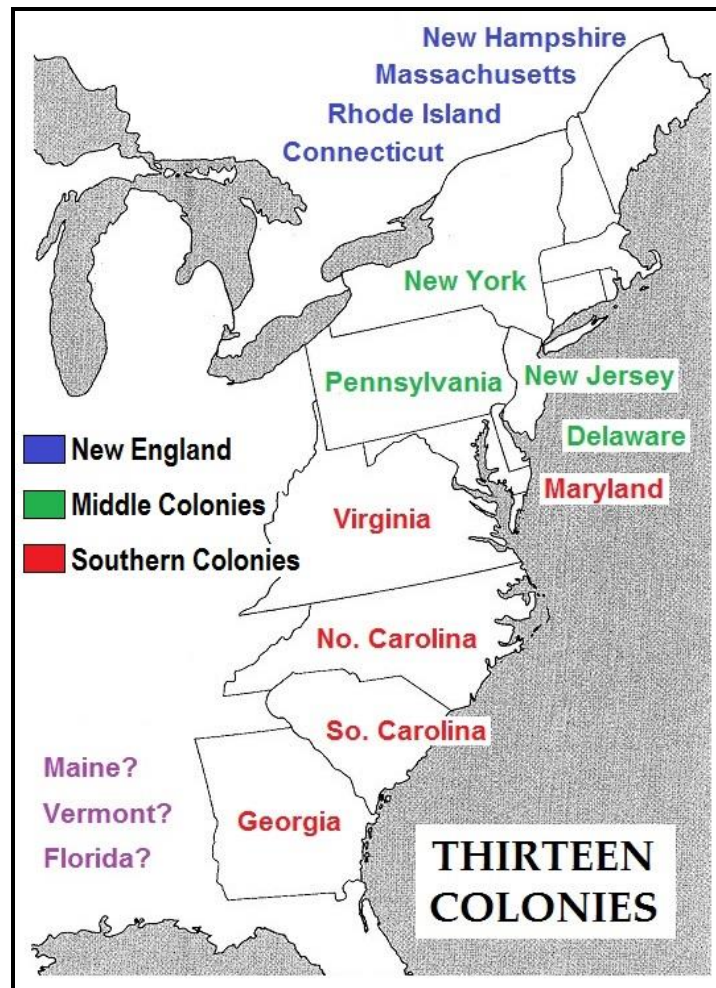 New Hampshire
Massachusetts
Rhode Island
Connecticut
New York
Pennsylvania
New Jersey
Delaware
Maryland
New England
Middle Colonies
Southern Colonies
Virginia
No. Carolina
So. Carolina
Georgia
Maine?
Vermont?
Florida?
THIRTEEN
COLONIES